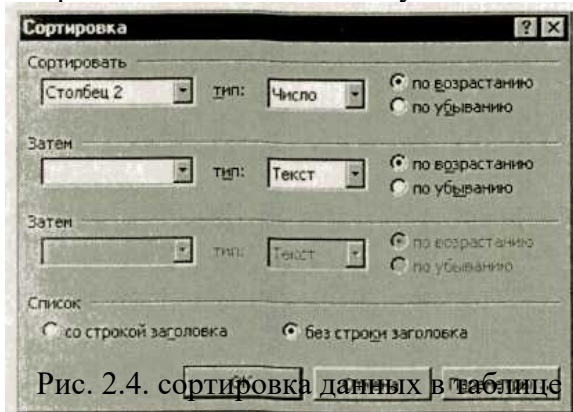 Сортировка
Сортировать
Столбец 2 тип: Число по возрастанию
по убыванию
Затем
тип: Текст по возрастанию
по убыванию
Затем
тип: Текст по возрастанию
по убыванию
Список
со строкой заголовка без строки заголовка
Рис. 2.4. сортировка данных в таблице